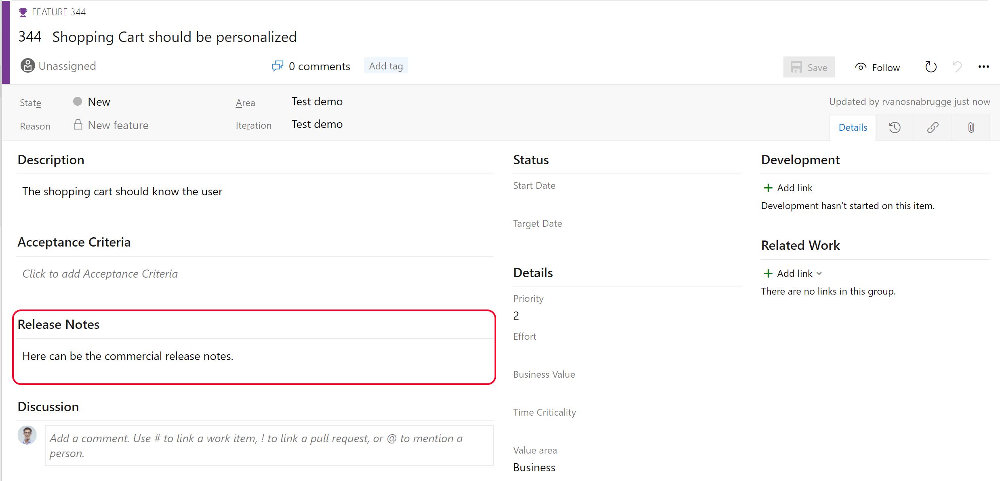 FEATURE 344
344 Shopping Cart should be personalized
Unassigned
0 comments
Add tag
Save
Follow
State
New
Area
Test demo
Updated by rvanosnabrugge just now
Reason
New feature
Iteration
Test demo
Details
Description
The shopping cart should know the user
Acceptance Criteria
Click to add Acceptance Criteria
Release Notes
Here can be the commercial release notes.
Discussion
Add a comment. Use # to link a work item, ! to link a pull request, or @ to mention a
person.
Status
Start Date
Target Date
Details
Priority
2
Effort
Business Value
Time Criticality
Value area
Business
Development
Add link
Development hasn't started on this item.
Related Work
Add link
There are no links in this group.